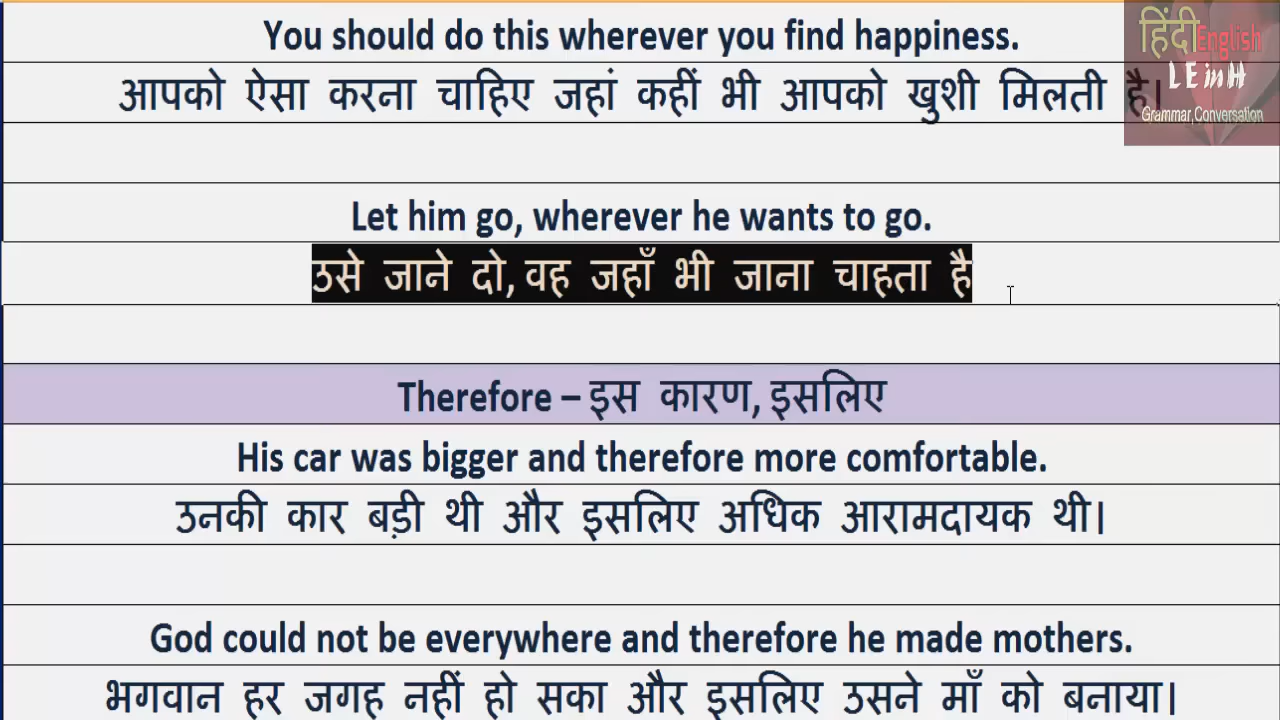 You should do this wherever you find happiness.
आपको ऐसा करना चाहिए जहां कहीं भी आपको खुशी मिलती है।
हिंदी English
L E in H
Grammar,Conversation
Let him go, wherever he wants to go.
उसे जाने दो, वह जहाँ भी जाना चाहता है
Therefore – इस कारण, इसलिए
His car was bigger and therefore more comfortable.
उनकी कार बड़ी थी और इसलिए अधिक आरामदायक थी।
God could not be everywhere and therefore he made mothers.
भगवान हर जगह नहीं हो सका और इसलिए उसने माँ को बनाया।